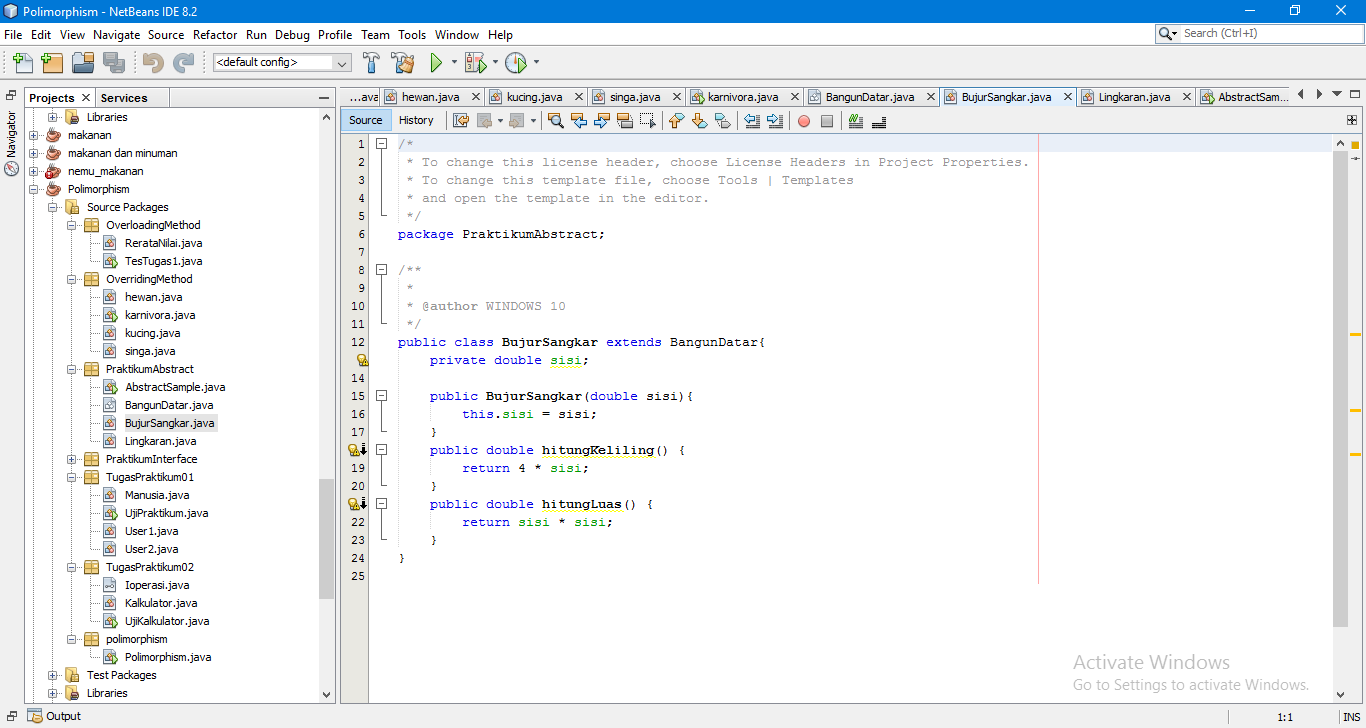 Polimorphism - NetBeans IDE 8.2
File Edit View Navigate Source Refactor Run Debug Profile Team Tools Window Help
Search (Ctrl+I)
<default config>
Projects Services
...ava hewan.java kucing.java singa.java karnivora.java BangunDatar.java BujurSangkar.java Lingkaran.java AbstractSam...
Navigator
Source History
Libraries
makanan
makanan dan minuman
nemu_makanan
Polimorphism
Source Packages
OverloadingMethod
RerataNilai.java
TesTugas1.java
OverridingMethod
hewan.java
karnivora.java
kucing.java
singa.java
PraktikumAbstract
AbstractSample.java
BangunDatar.java
BujurSangkar.java
Lingkaran.java
PraktikumInterface
TugasPraktikum01
Manusia.java
UjiPraktikum.java
User1.java
User2.java
TugasPraktikum02
Ioperasi.java
Kalkulator.java
UjiKalkulator.java
polimorphism
Polimorphism.java
Test Packages
Libraries
1 /*
2 * To change this license header, choose License Headers in Project Properties.
3 * To change this template file, choose Tools | Templates
4 * and open the template in the editor.
5 */
6 package PraktikumAbstract;
7
8 /**
9 *
10 * @author WINDOWS 10
11 */
12 public class BujurSangkar extends BangunDatar{
private double sisi;
14
15 public BujurSangkar(double sisi){
16 this.sisi = sisi;
17 }
public double hitungKeliling() {
19 return 4 * sisi;
20 }
public double hitungLuas() {
22 return sisi * sisi;
23 }
24 }
25
Activate Windows
Go to Settings to activate Windows.
Output
1:1 INS